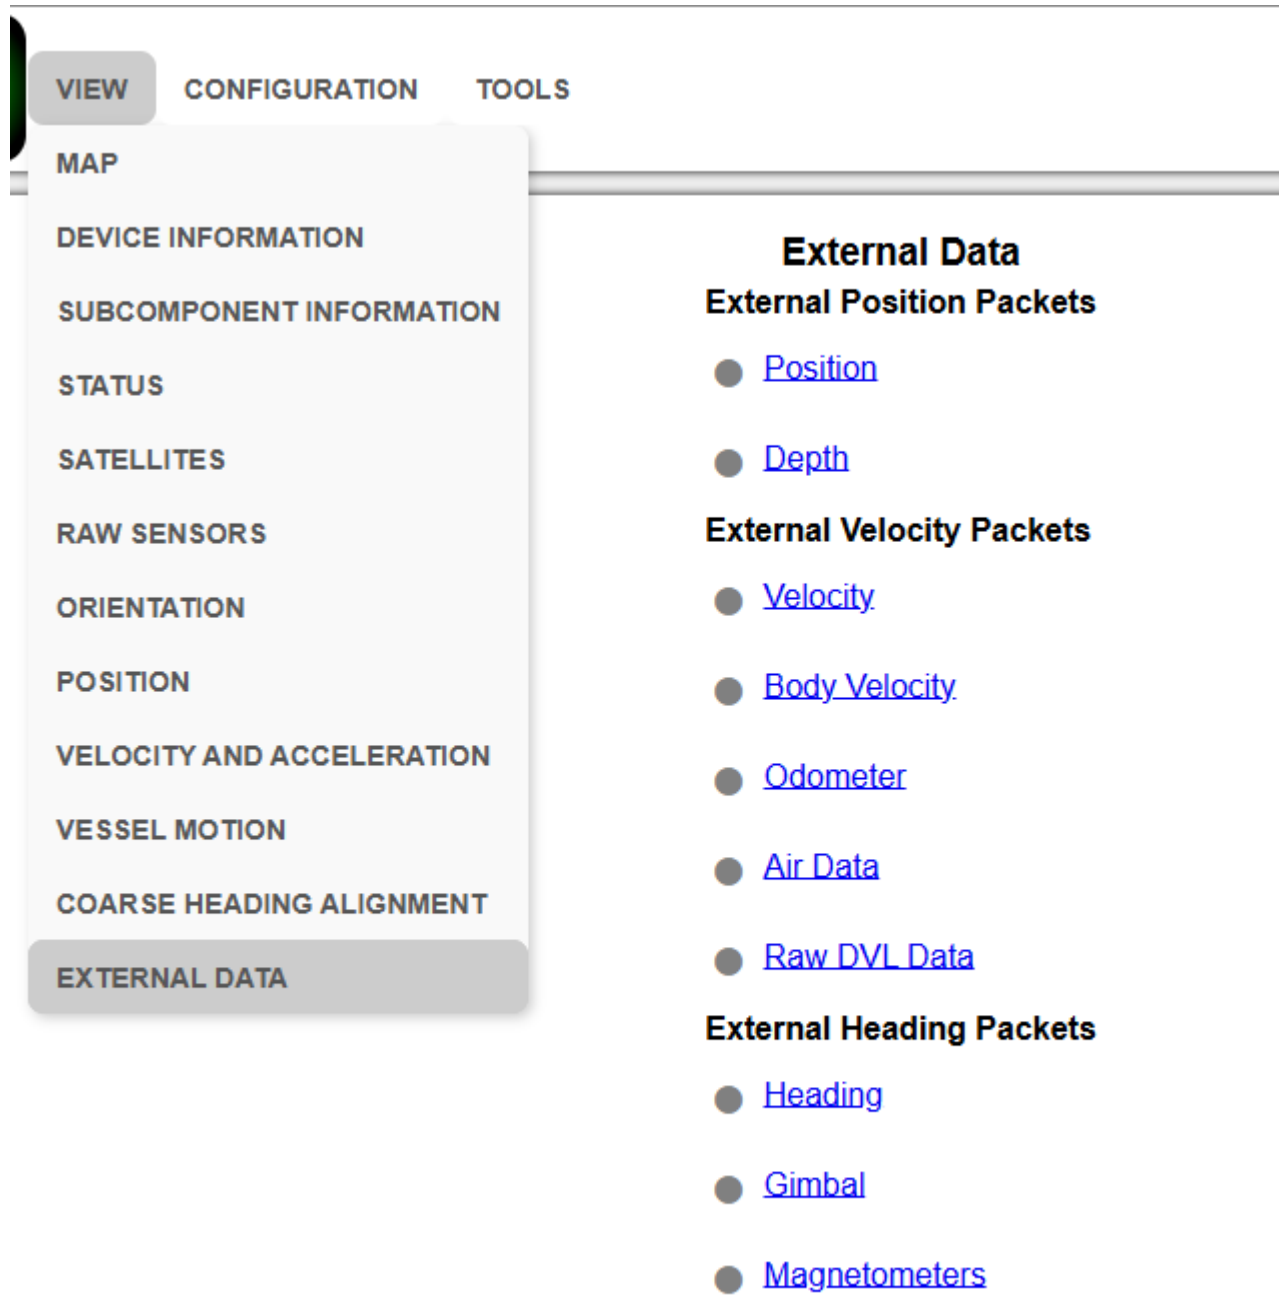 VIEW CONFIGURATION TOOLS
MAP
DEVICE INFORMATION
SUBCOMPONENT INFORMATION
STATUS
SATELLITES
RAW SENSORS
ORIENTATION
POSITION
VELOCITY AND ACCELERATION
VESSEL MOTION
COARSE HEADING ALIGNMENT
EXTERNAL DATA
External Data
External Position Packets
Position
Depth
External Velocity Packets
Velocity
Body Velocity
Odometer
Air Data
Raw DVL Data
External Heading Packets
Heading
Gimbal
Magnetometers